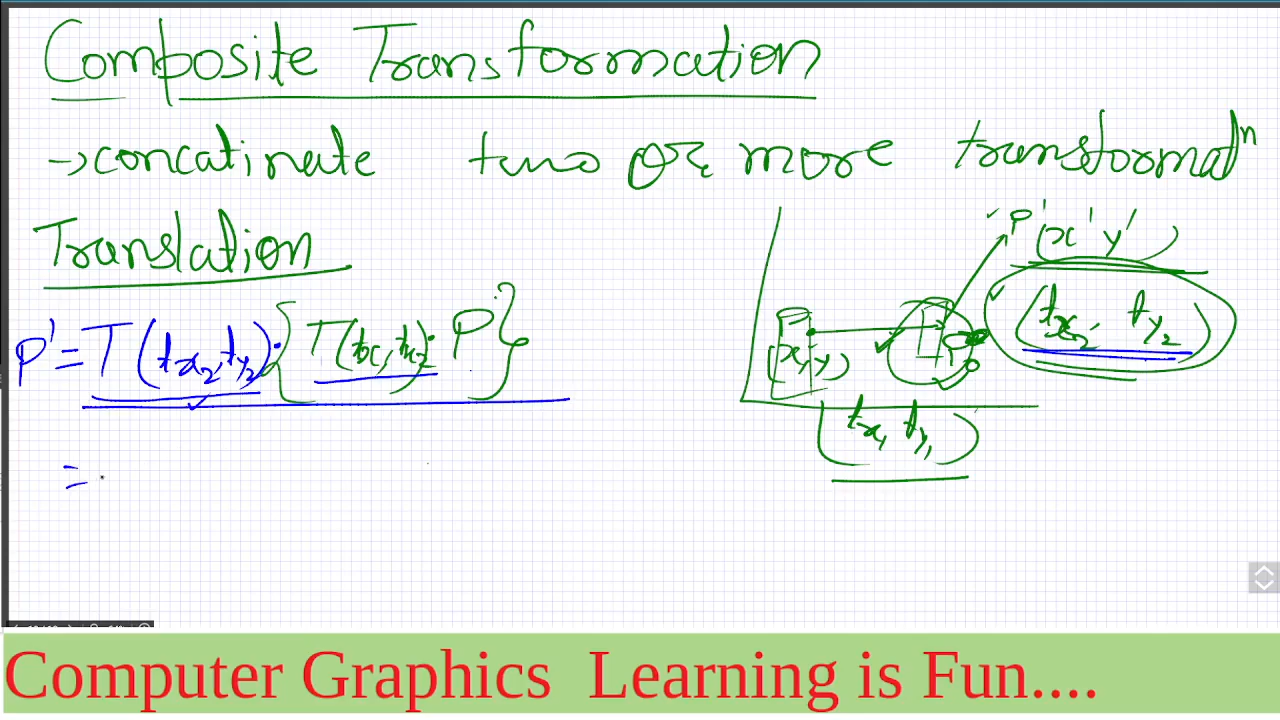 Composite Transformation
→ concatinate two or more transformatⁿ
Translation
P' (x' y')
P' = T (tx₂, ty₂) · { T(tx₁, tx₂ · P }
P
(x, y)
(tx₂, ty₂)
(tx₁ ty₁)
=
Computer Graphics Learning is Fun....